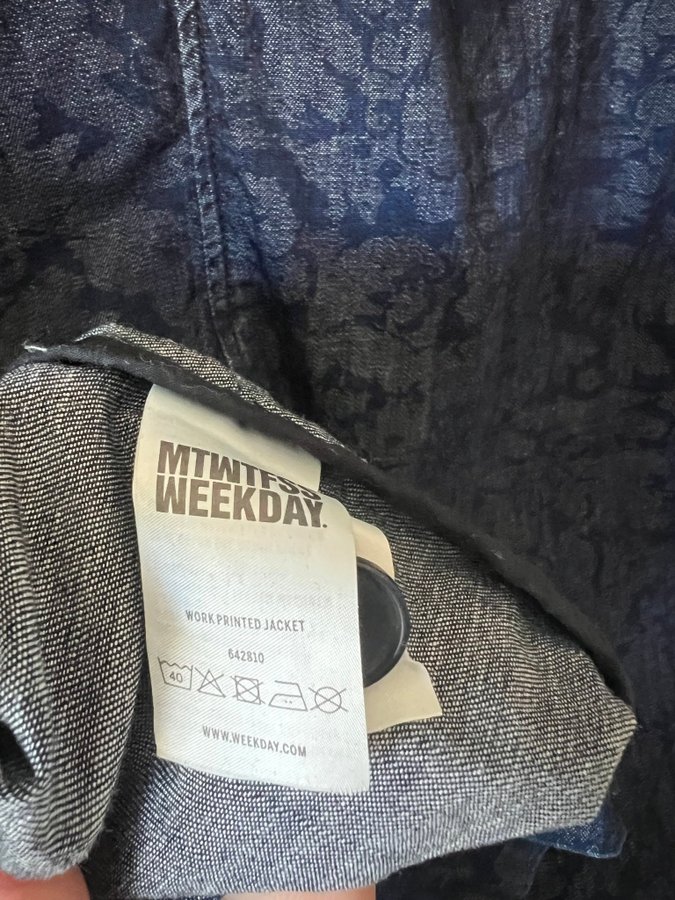 MTWTFSS
WEEKDAY.
WORK PRINTED JACKET
642810
40
WWW.WEEKDAY.COM